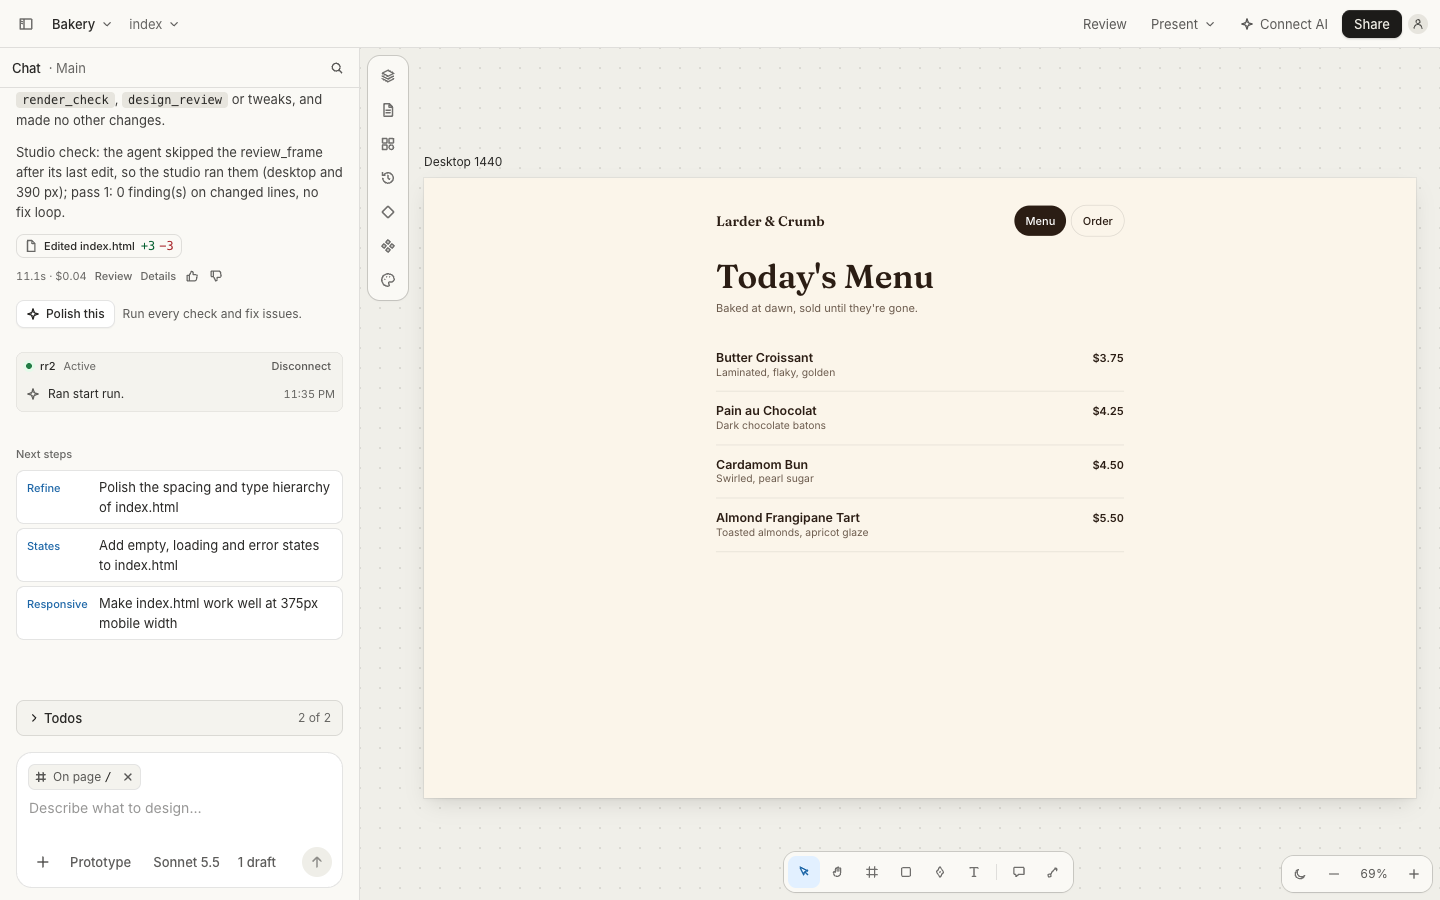 Bakery
index
Review
Present
Connect AI
Share
Chat · Main
render_check, design_review or tweaks, and
made no other changes.
Studio check: the agent skipped the review_frame
after its last edit, so the studio ran them (desktop and
390 px); pass 1: 0 finding(s) on changed lines, no
fix loop.
Edited index.html +3 −3
11.1s · $0.04 Review Details
Polish this
Run every check and fix issues.
rr2 Active
Disconnect
Ran start run.
11:35 PM
Next steps
Refine
Polish the spacing and type hierarchy
of index.html
States
Add empty, loading and error states
to index.html
Responsive
Make index.html work well at 375px
mobile width
Todos
2 of 2
On page /
Describe what to design...
Prototype
Sonnet 5.5
1 draft
Desktop 1440
Larder & Crumb
Menu
Order
Today's Menu
Baked at dawn, sold until they're gone.
Butter Croissant
$3.75
Laminated, flaky, golden
Pain au Chocolat
$4.25
Dark chocolate batons
Cardamom Bun
$4.50
Swirled, pearl sugar
Almond Frangipane Tart
$5.50
Toasted almonds, apricot glaze
69%